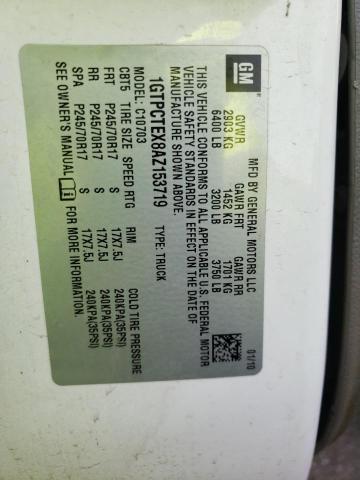 GM
MFD BY GENERAL MOTORS LLC
01/10
GVWR GAWR FRT GAWR RR
2903 KG 1452 KG 1701 KG
6400 LB 3200 LB 3750 LB
THIS VEHICLE CONFORMS TO ALL APPLICABLE U.S. FEDERAL MOTOR
VEHICLE SAFETY STANDARDS IN EFFECT ON THE DATE OF
MANUFACTURE SHOWN ABOVE.
1GTPCTEX8AZ153719 TYPE: TRUCK
MODEL: C10703
CBT5 TIRE SIZE SPEED RTG RIM COLD TIRE PRESSURE
FRT P245/70R17 S 17X7.5J 240KPA(35PSI)
RR P245/70R17 S 17X7.5J 240KPA(35PSI)
SPA P245/70R17 S 17X7.5J 240KPA(35PSI)
SEE OWNER'S MANUAL